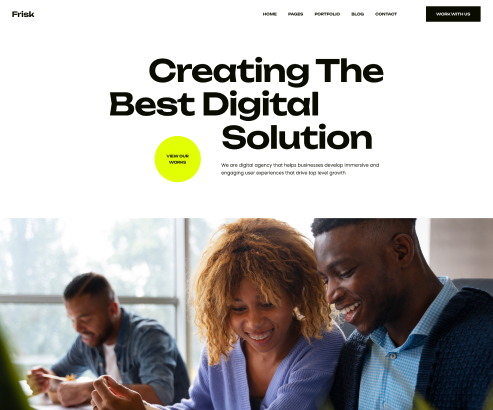 Frisk
HOME PAGES PORTFOLIO BLOG CONTACT WORK WITH US
Creating The
Best Digital
Solution
VIEW OUR
WORKS
We are digital agency that helps businesses develop immersive and
engaging user experiences that drive top level growth